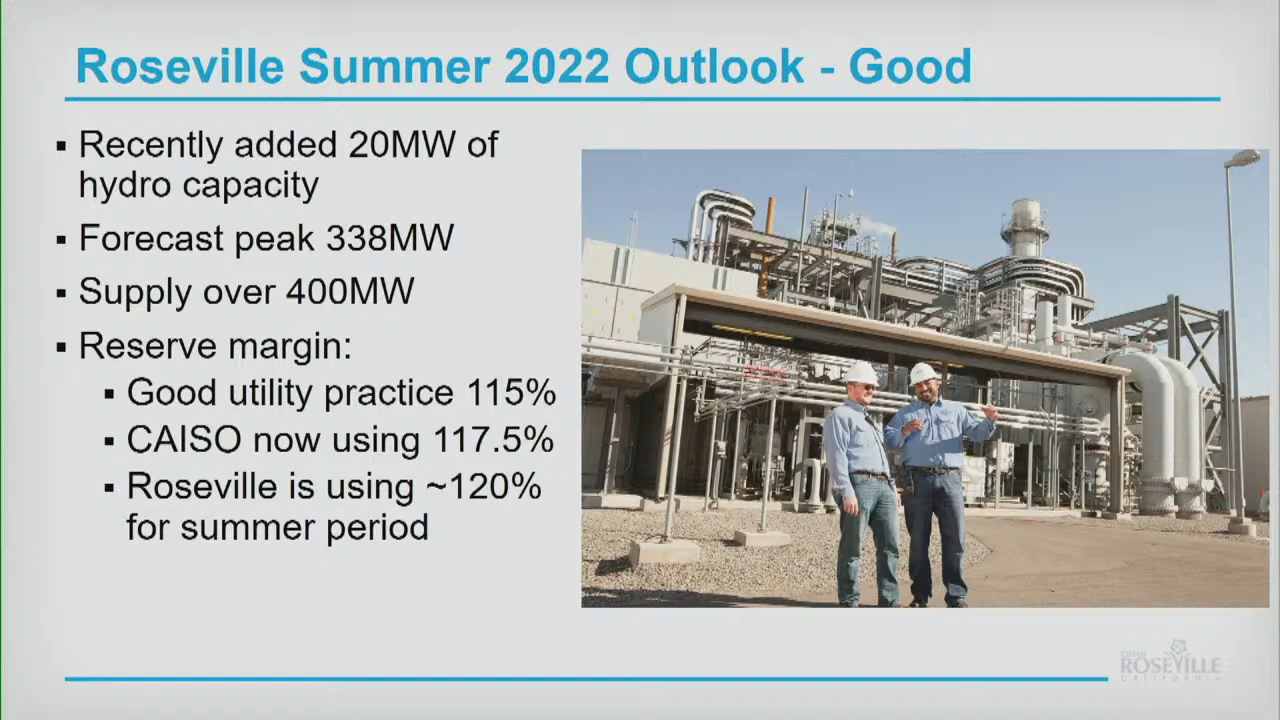 Roseville Summer 2022 Outlook - Good
▪ Recently added 20MW of
hydro capacity
▪ Forecast peak 338MW
▪ Supply over 400MW
▪ Reserve margin:
▪ Good utility practice 115%
▪ CAISO now using 117.5%
▪ Roseville is using ~120%
for summer period
ROSEVILLE
CALIFORNIA